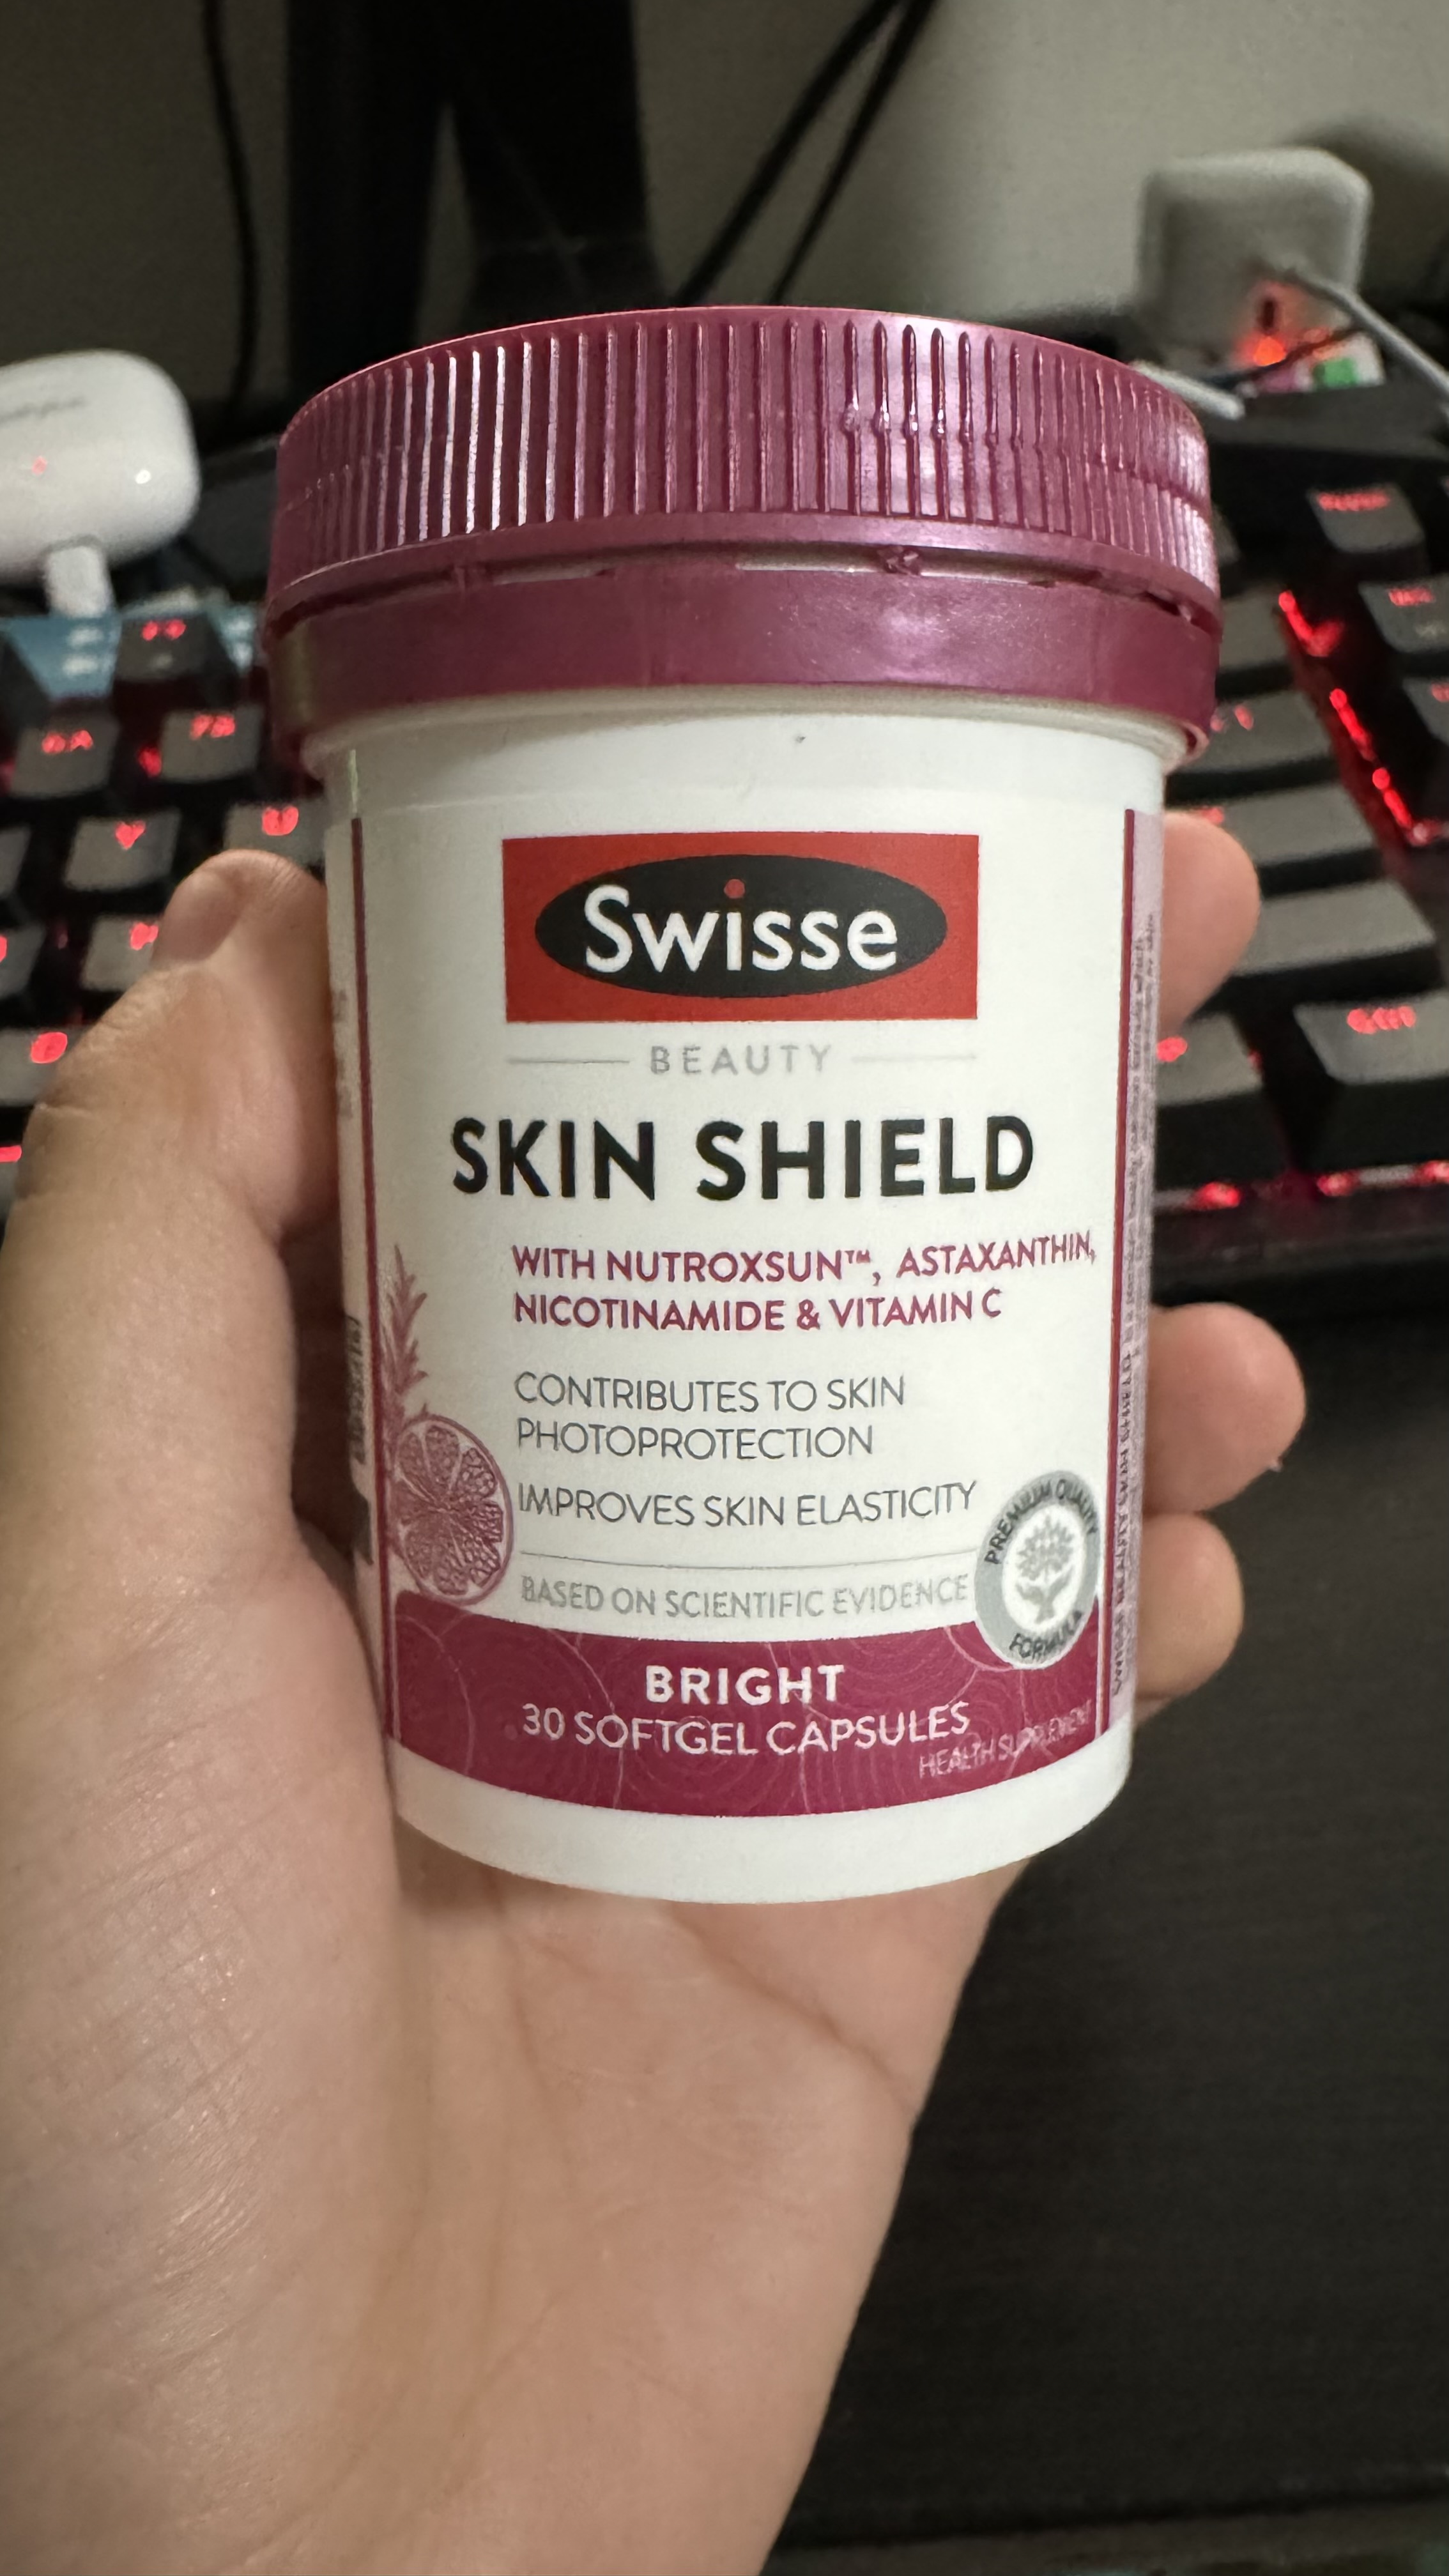 Swisse
BEAUTY
SKIN SHIELD
WITH NUTROXSUN™, ASTAXANTHIN,
NICOTINAMIDE & VITAMIN C
CONTRIBUTES TO SKIN
PHOTOPROTECTION
IMPROVES SKIN ELASTICITY
BASED ON SCIENTIFIC EVIDENCE
PREMIUM QUALITY
FORMULA
BRIGHT
30 SOFTGEL CAPSULES
HEALTH SUPPLEMENT